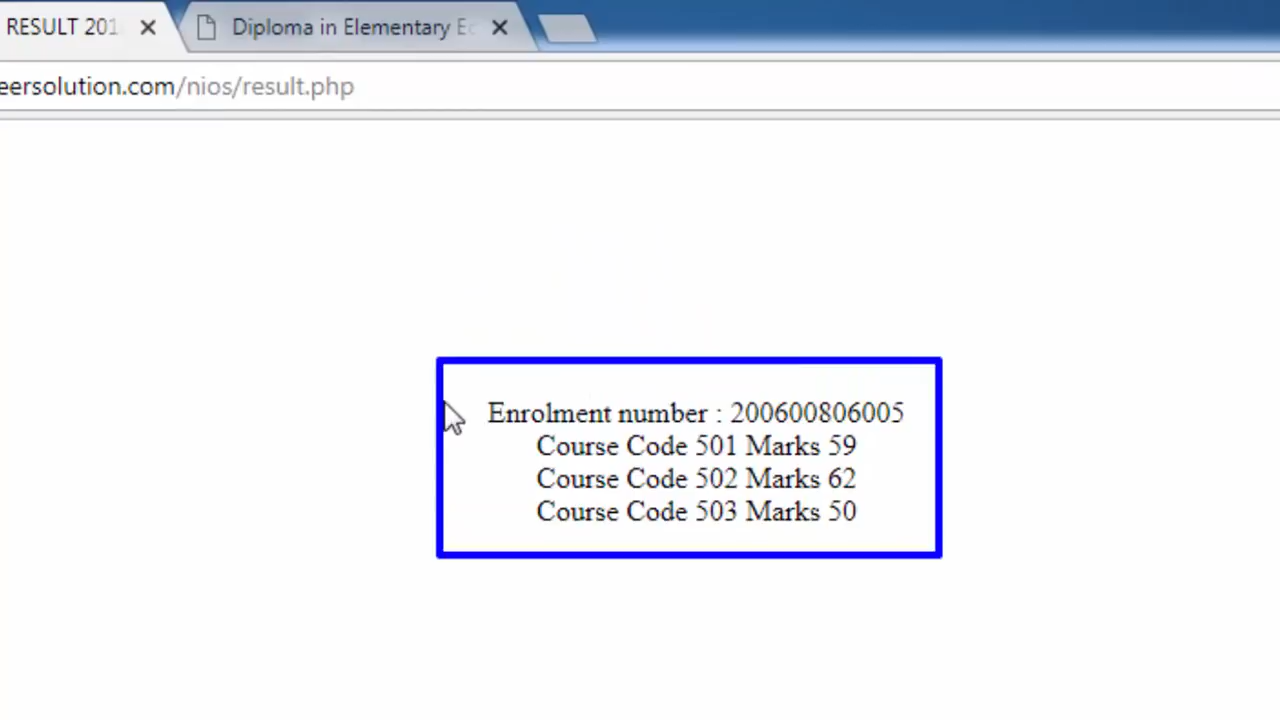 RESULT 201
Diploma in Elementary Ec
eersolution.com/nios/result.php
Enrolment number : 200600806005
Course Code 501 Marks 59
Course Code 502 Marks 62
Course Code 503 Marks 50